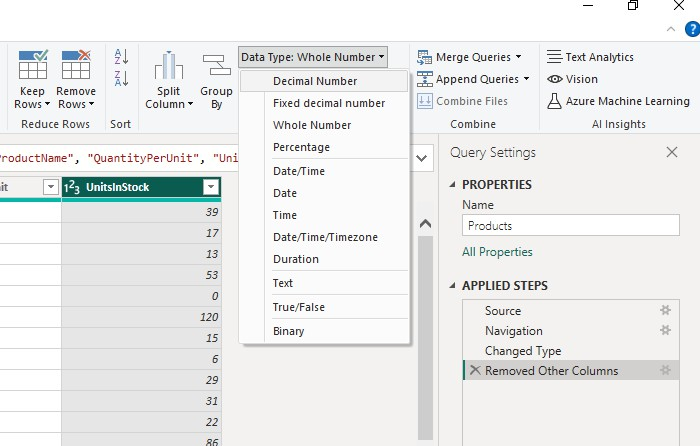 Keep Rows
Remove Rows
Reduce Rows
Sort
Split Column
Group By
Data Type: Whole Number
Decimal Number
Fixed decimal number
Whole Number
Percentage
Date/Time
Date
Time
Date/Time/Timezone
Duration
Text
True/False
Binary
Merge Queries
Append Queries
Combine Files
Combine
Text Analytics
Vision
Azure Machine Learning
AI Insights
roductName", "QuantityPerUnit", "Uni
it
1²3 UnitsInStock
39
17
13
53
0
120
15
6
29
31
22
86
Query Settings
PROPERTIES
Name
Products
All Properties
APPLIED STEPS
Source
Navigation
Changed Type
Removed Other Columns